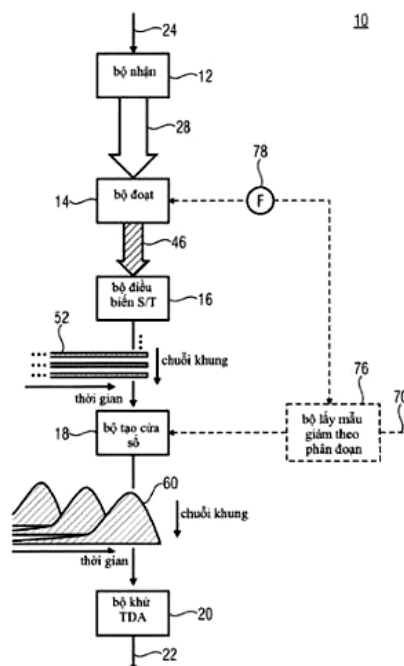 24
10
bộ nhận
12
28
78
14
bộ đoạt
F
46
bộ điều
biến S/T
16
52
chuỗi khung
76
70
thời gian
bộ lấy mẫu
giảm theo
phân đoạn
18
bộ tạo cửa
sổ
60
chuỗi khung
thời gian
bộ khử
TDA
20
22